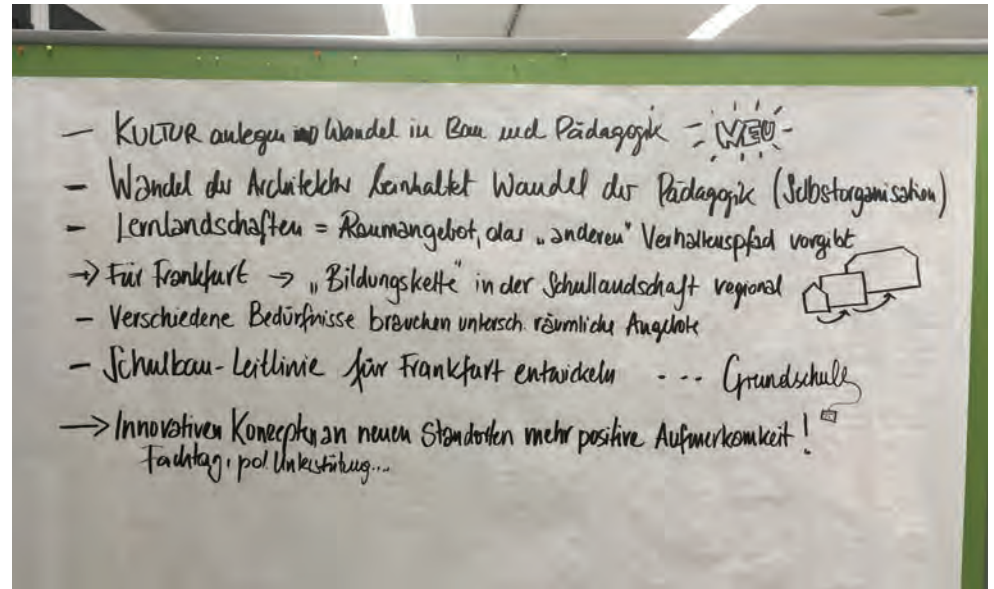 — KULTUR anlegen → Wandel in Bau und Pädagogik - NEU -
— Wandel der Architektur beinhaltet Wandel der Pädagogik (Selbstorganisation)
— Lernlandschaften = Raumangebot, das „anderen" Verhaltenspfad vorgibt
→ Für Frankfurt → „Bildungskette" in der Schullandschaft regional
— Verschiedene Bedürfnisse brauchen untersch. räumliche Angebote
— Schulbau-Leitlinie für Frankfurt entwickeln - - - Grundschule
→ Innovativen Konzepten an neuen Standorten mehr positive Aufmerksamkeit!
Fachtag, pol. Unterstützung...